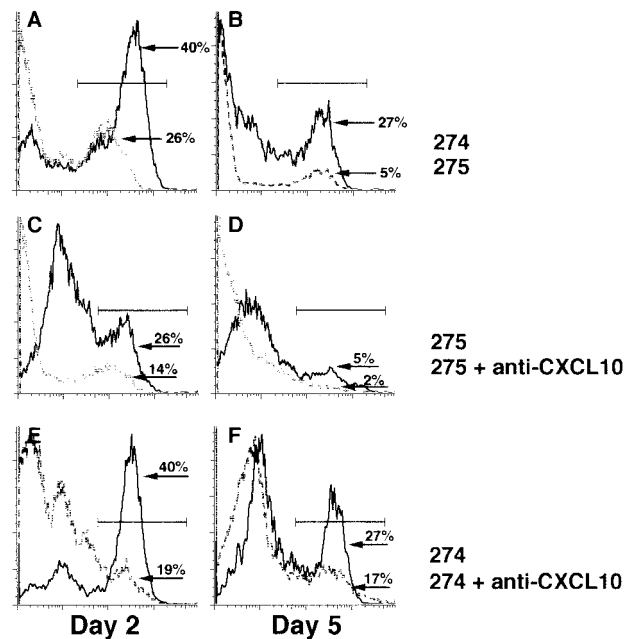 A
40%
26%
B
27%
5%
274
275
C
26%
14%
D
5%
2%
275
275 + anti-CXCL10
E
40%
19%
F
27%
17%
274
274 + anti-CXCL10
Day 2
Day 5